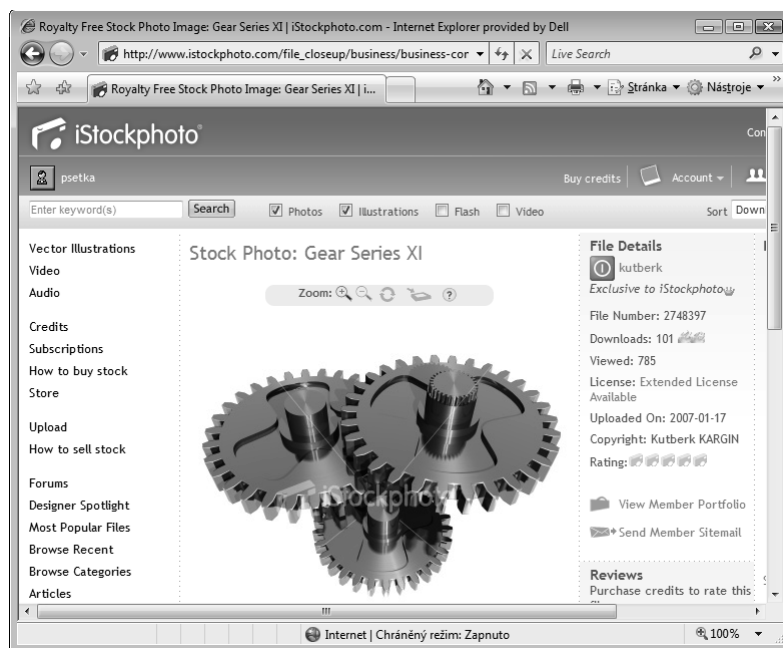 Royalty Free Stock Photo Image: Gear Series XI | iStockphoto.com - Internet Explorer provided by Dell
http://www.istockphoto.com/file_closeup/business/business-cor
Live Search
Royalty Free Stock Photo Image: Gear Series XI | i...
Stránka
Nástroje
iStockphoto
Con
psetka
Buy credits
Account
Enter keyword(s)
Search
Photos
Illustrations
Flash
Video
Sort
Down
Vector Illustrations
Video
Audio
Credits
Subscriptions
How to buy stock
Store
Upload
How to sell stock
Forums
Designer Spotlight
Most Popular Files
Browse Recent
Browse Categories
Articles
Stock Photo: Gear Series XI
Zoom:
iStockphoto
File Details
kutberk
Exclusive to iStockphoto
File Number: 2748397
Downloads: 101
Viewed: 785
License: Extended License
Available
Uploaded On: 2007-01-17
Copyright: Kutberk KARGIN
Rating:
View Member Portfolio
Send Member Sitemail
Reviews
Purchase credits to rate this
Internet | Chráněný režim: Zapnuto
100%